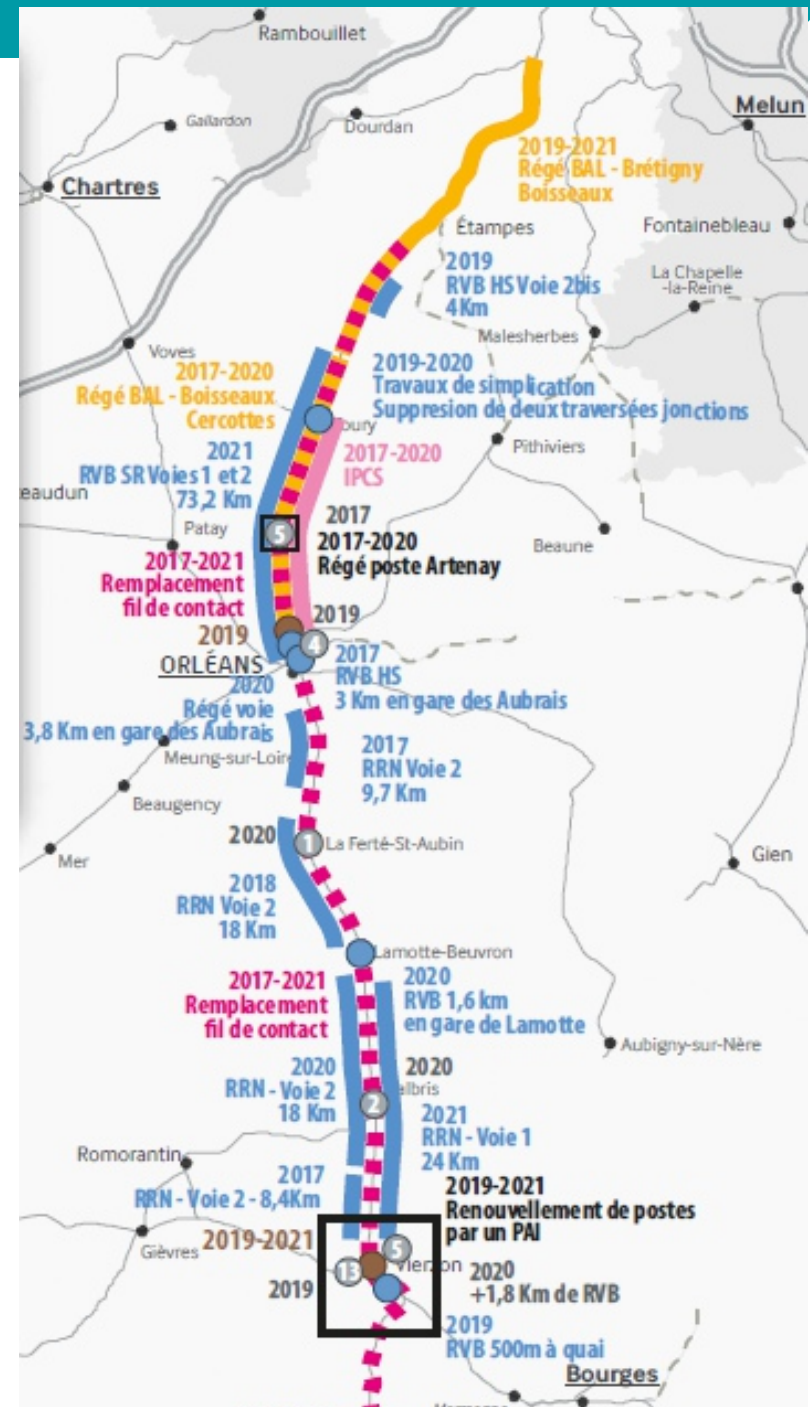 Rambouillet
Gallardon
Dourdan
Melun
2019-2021
Régé BAL - Brétigny
Boisseaux
Chartres
Étampes
Fontainebleau
2019
RVB HS Voie 2bis
4Km
La Chapelle
-la-Reine
Malesherbes
Voves
2017-2020
Régé BAL - Boisseaux
Cercottes
2019-2020
Travaux de simplication
Suppresion de deux traversées jonctions
oury
2021
RVB SR Voies 1 et 2
73,2 Km
2017-2020
IPCS
Pithiviers
eaudun
Patay
5
2017
2017-2020
Régé poste Artenay
Beaune
2017-2021
Remplacement
fil de contact
2019
2019
4
ORLÉANS
2017
RVB HS
3 Km en gare des Aubrais
2020
Régé voie
3,8 Km en gare des Aubrais
Meung-sur-Loire
2017
RRN Voie 2
9,7 Km
Beaugency
2020
1
La Ferté-St-Aubin
Mer
Gien
2018
RRN Voie 2
18 Km
Lamotte-Beuvron
2017-2021
Remplacement
fil de contact
2020
RVB 1,6 km
en gare de Lamotte
Aubigny-sur-Nère
2020
RRN - Voie 2
18 Km
2020
albris
2
2021
RRN - Voie 1
24 Km
Romorantin
2017
RRN - Voie 2 - 8,4Km
2019-2021
Renouvellement de postes
par un PAI
Gièvres
2019-2021
5
13
Vierzon
2019
2020
+1,8 Km de RVB
2019
RVB 500m à quai
Bourges